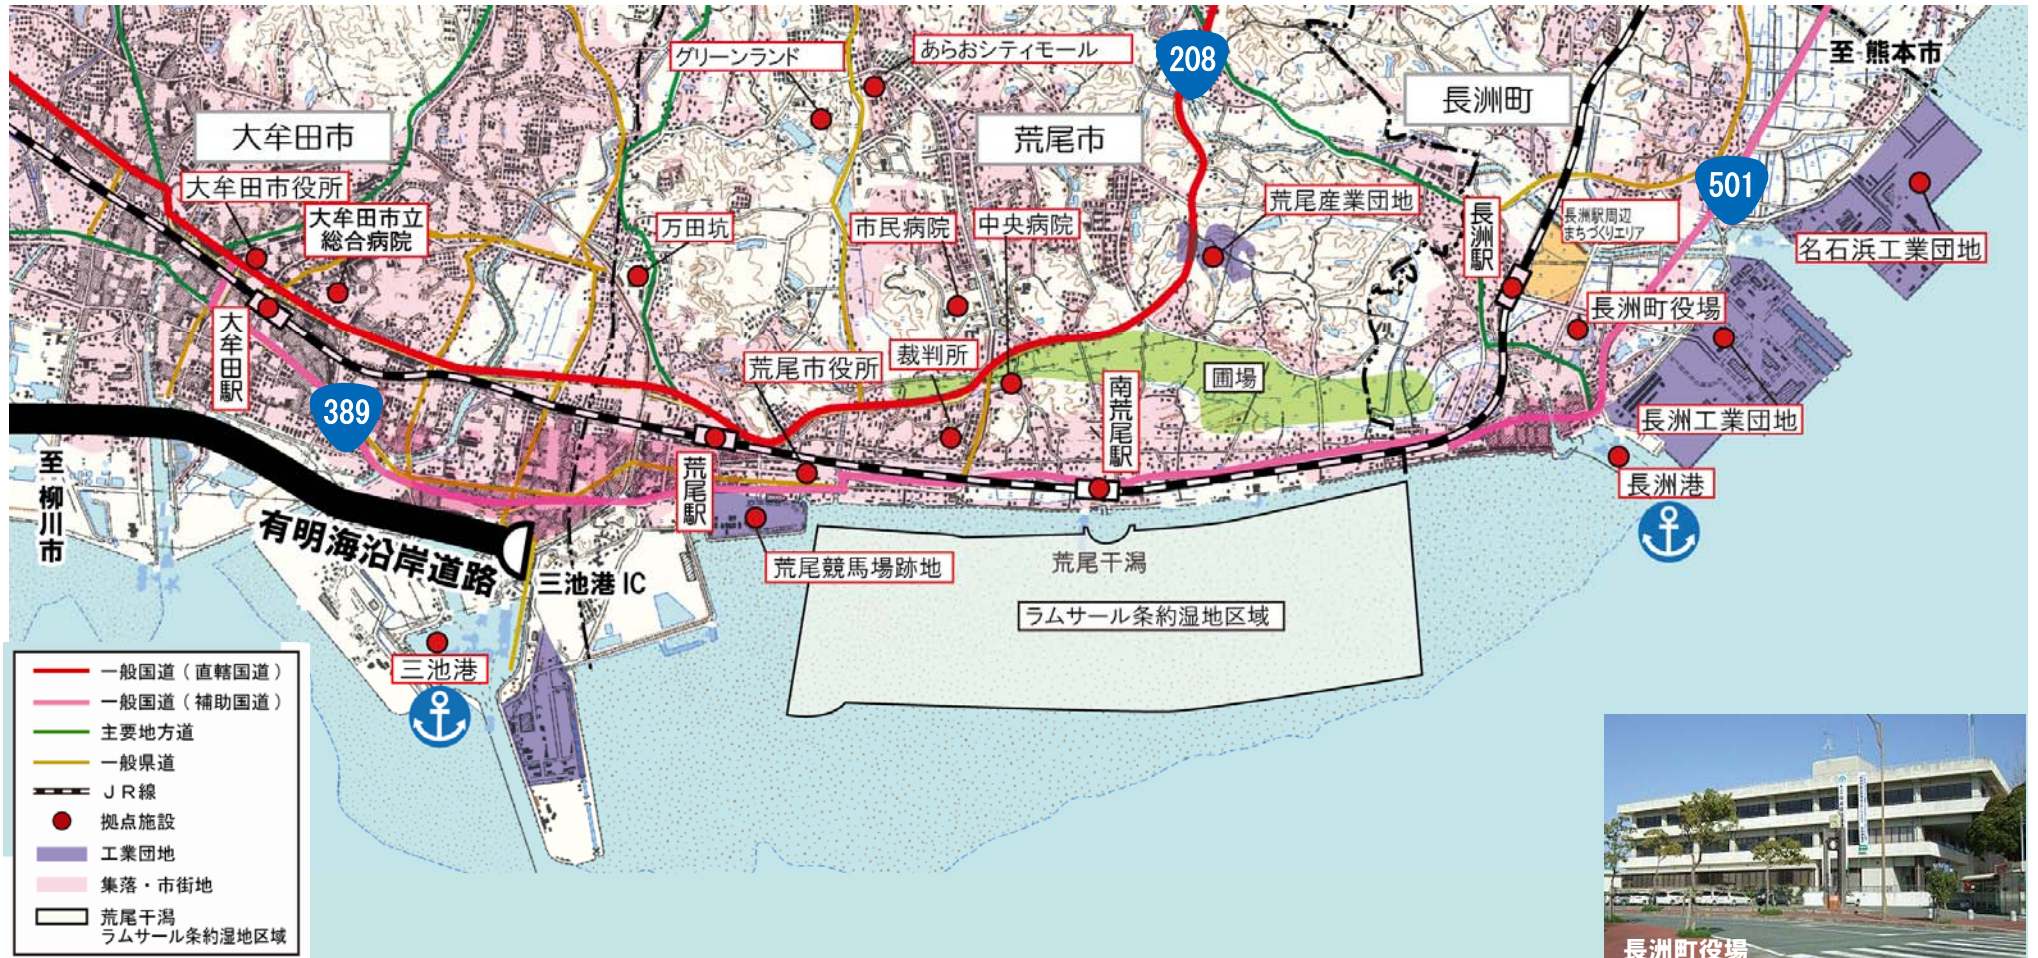 グリーンランド
あらおシティモール
208
至 熊本市
大牟田市
荒尾市
長洲町
501
大牟田市役所
大牟田市立
総合病院
万田坑
市民病院
中央病院
荒尾産業団地
長洲駅
長洲駅周辺
まちづくりエリア
名石浜工業団地
大牟田駅
389
荒尾市役所
裁判所
圃場
南荒尾駅
長洲町役場
長洲工業団地
至 柳川市
荒尾駅
長洲港
有明海沿岸道路
三池港IC
荒尾競馬場跡地
荒尾干潟
ラムサール条約湿地区域
三池港
一般国道(直轄国道)
一般国道(補助国道)
主要地方道
一般県道
JR線
拠点施設
工業団地
集落・市街地
荒尾干潟
ラムサール条約湿地区域
長洲町役場